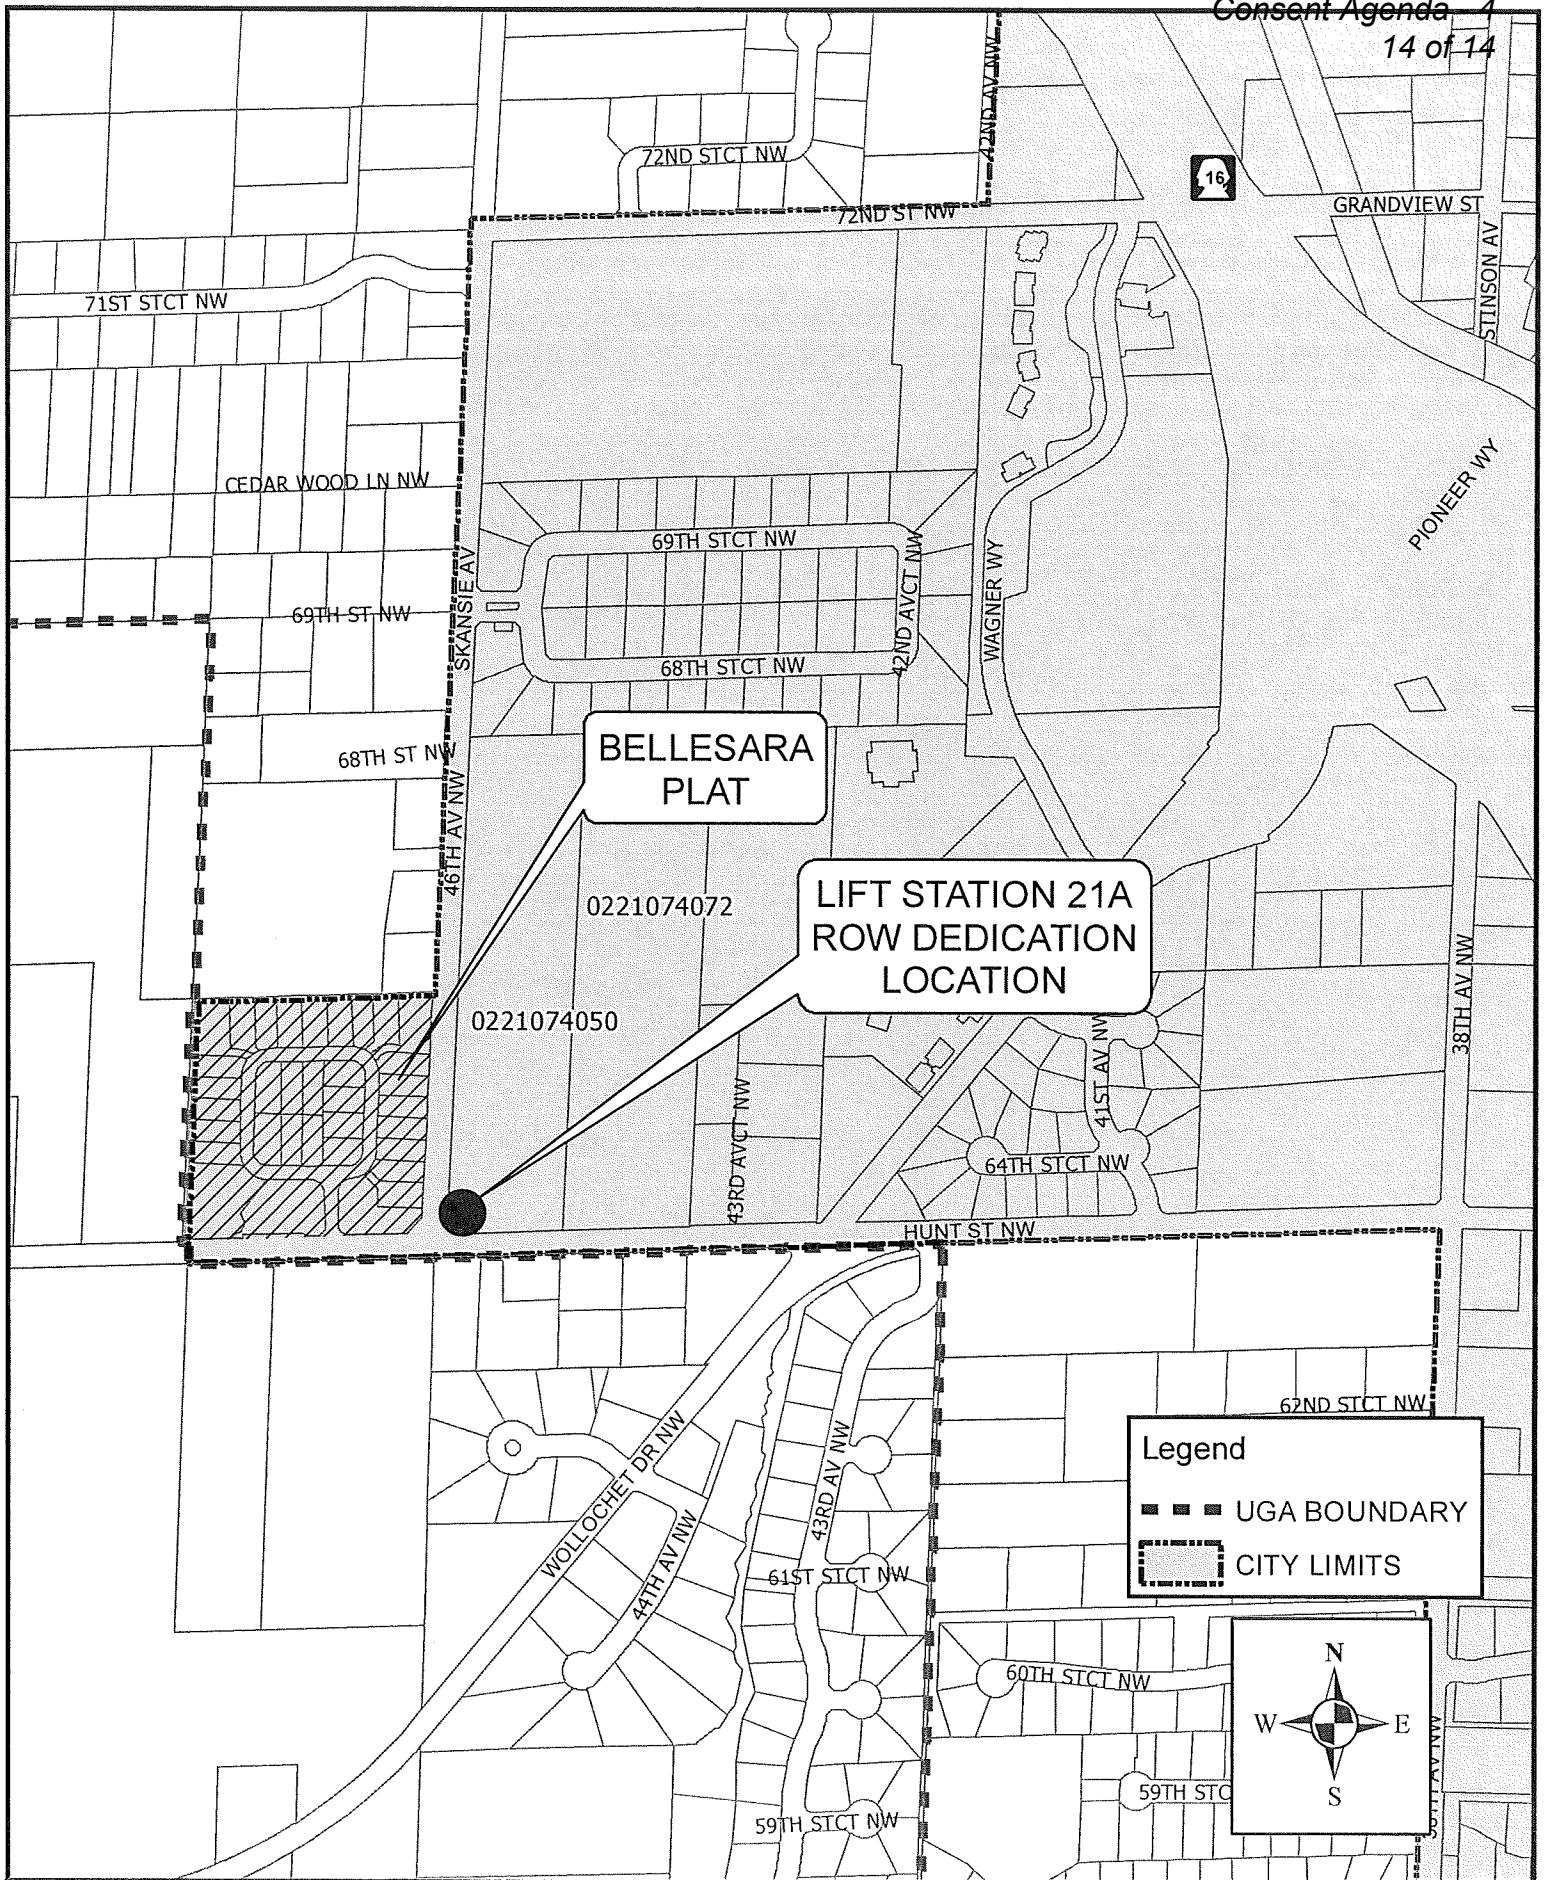 Consent Agenda - 4
14 of 14
42ND AV NW
72ND STCT NW
16
GRANDVIEW ST
72ND ST NW
STINSON AV
71ST STCT NW
PIONEER WY
CEDAR WOOD LN NW
69TH STCT NW
SKANSIE AV
42ND AVCT NW
WAGNER WY
69TH ST NW
68TH STCT NW
68TH ST NW
BELLESARA
PLAT
46TH AV NW
0221074072
LIFT STATION 21A
ROW DEDICATION
LOCATION
38TH AV NW
0221074050
41ST AV NW
43RD AVCT NW
64TH STCT NW
HUNT ST NW
62ND STCT NW
WOLLOCHET DR NW
43RD AV NW
Legend
UGA BOUNDARY
CITY LIMITS
44TH AV NW
61ST STCT NW
60TH STCT NW
N
W
E
S
59TH STC
AV NW
59TH STCT NW